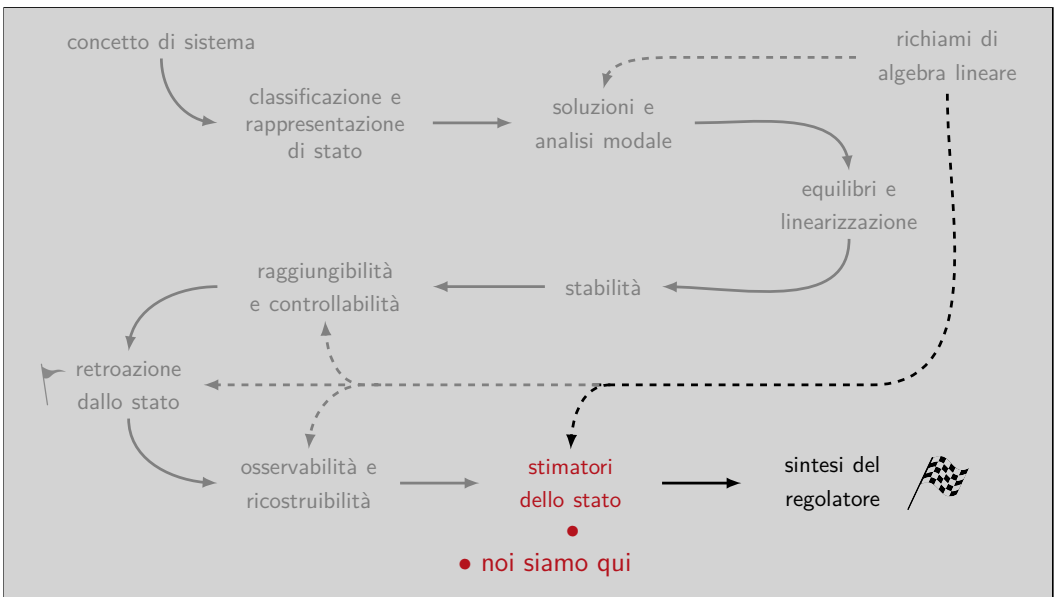 concetto di sistema
richiami di
algebra lineare
classificazione e
rappresentazione
di stato
soluzioni e
analisi modale
equilibri e
linearizzazione
stabilità
raggiungibilità
e controllabilità
retroazione
dallo stato
osservabilità e
ricostruibilità
stimatori
dello stato
sintesi del
regolatore
• noi siamo qui